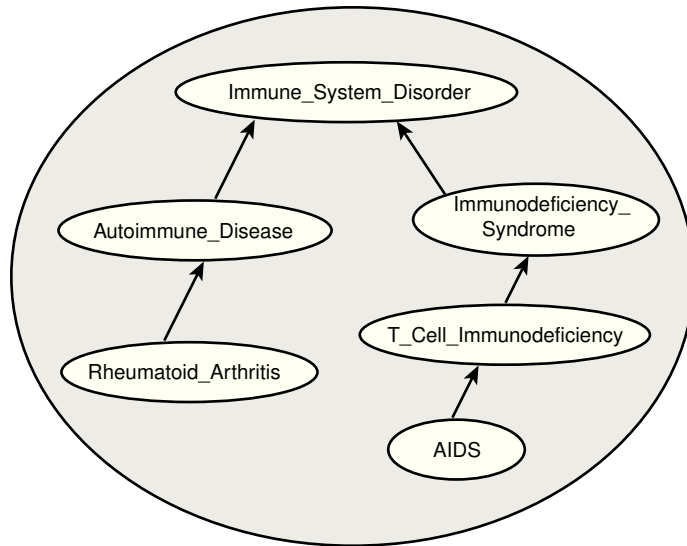 Immune_System_Disorder
Autoimmune_Disease
Immunodeficiency_
Syndrome
T_Cell_Immunodeficiency
Rheumatoid_Arthritis
AIDS